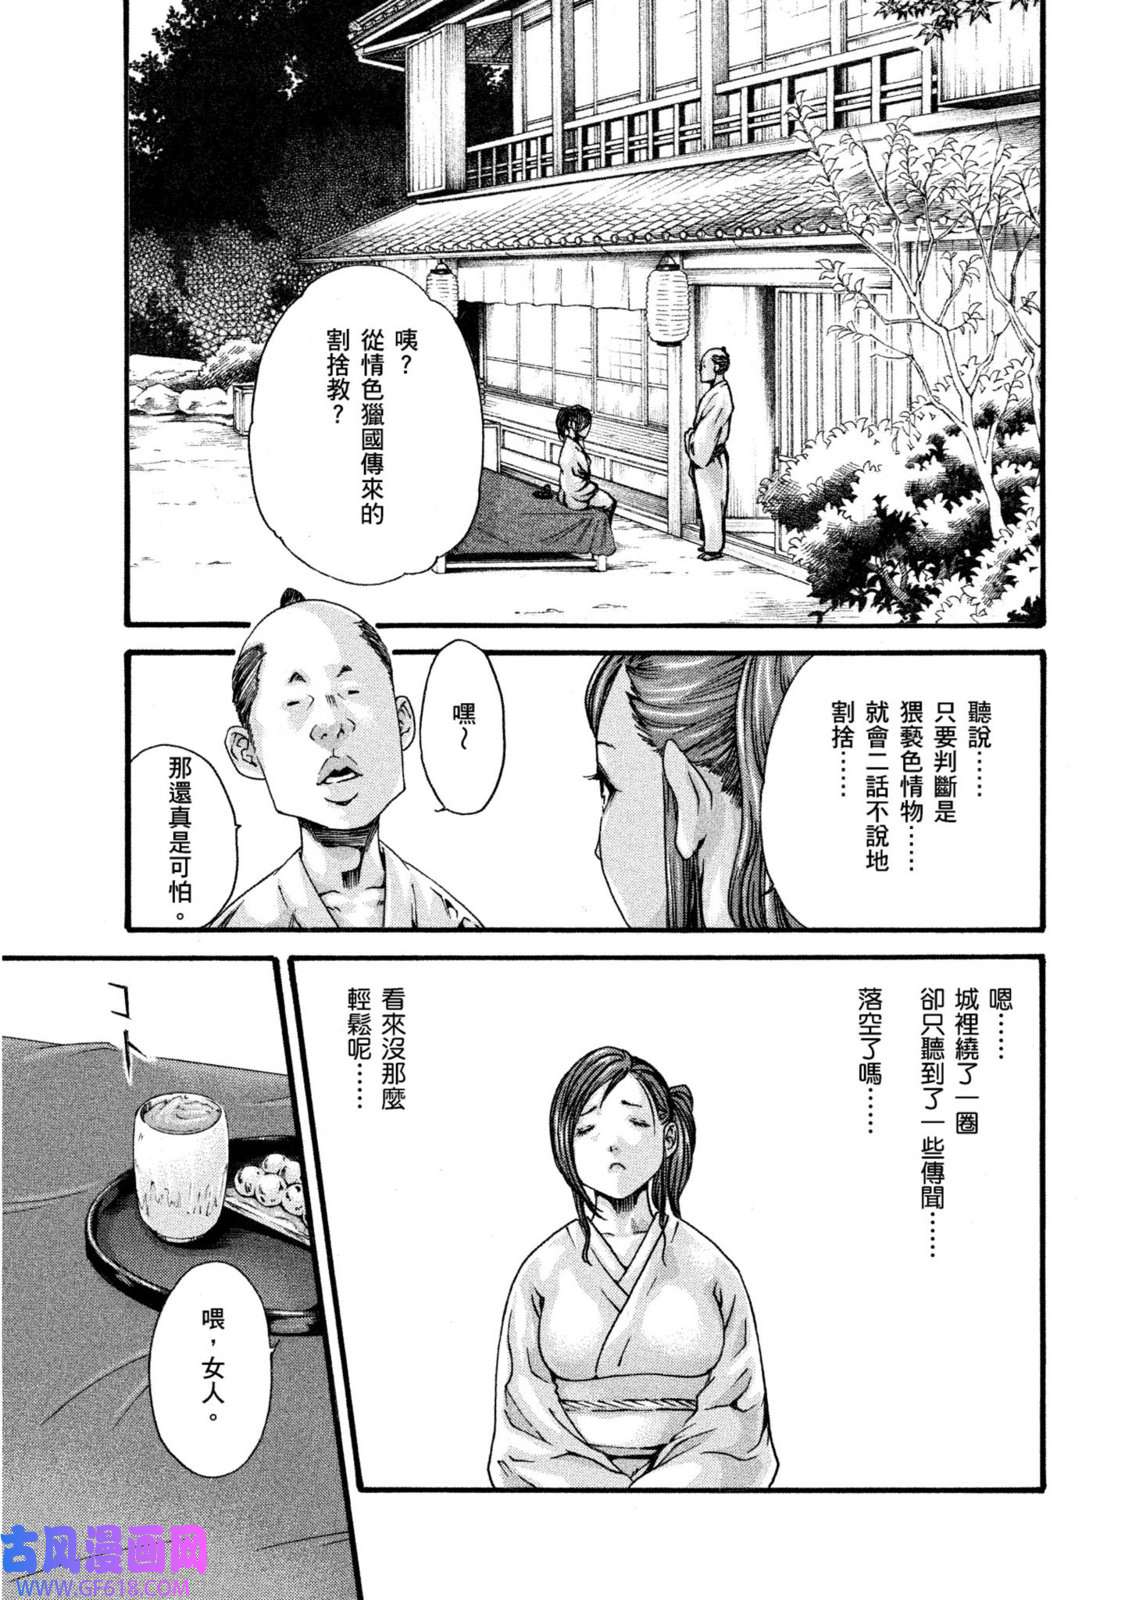 咦？
從情色獵國傳來的
割捨教？
聽說……
只要判斷是
猥褻色情物……
就會二話不說地
割捨……
嘿～
那還真是可怕。
嗯……
城裡繞了一圈
卻只聽到了一些傳聞……
落空了嗎……
看來沒那麼
輕鬆呢……
コト
喂，女人。
古风漫画网
WWW.GF618.COM